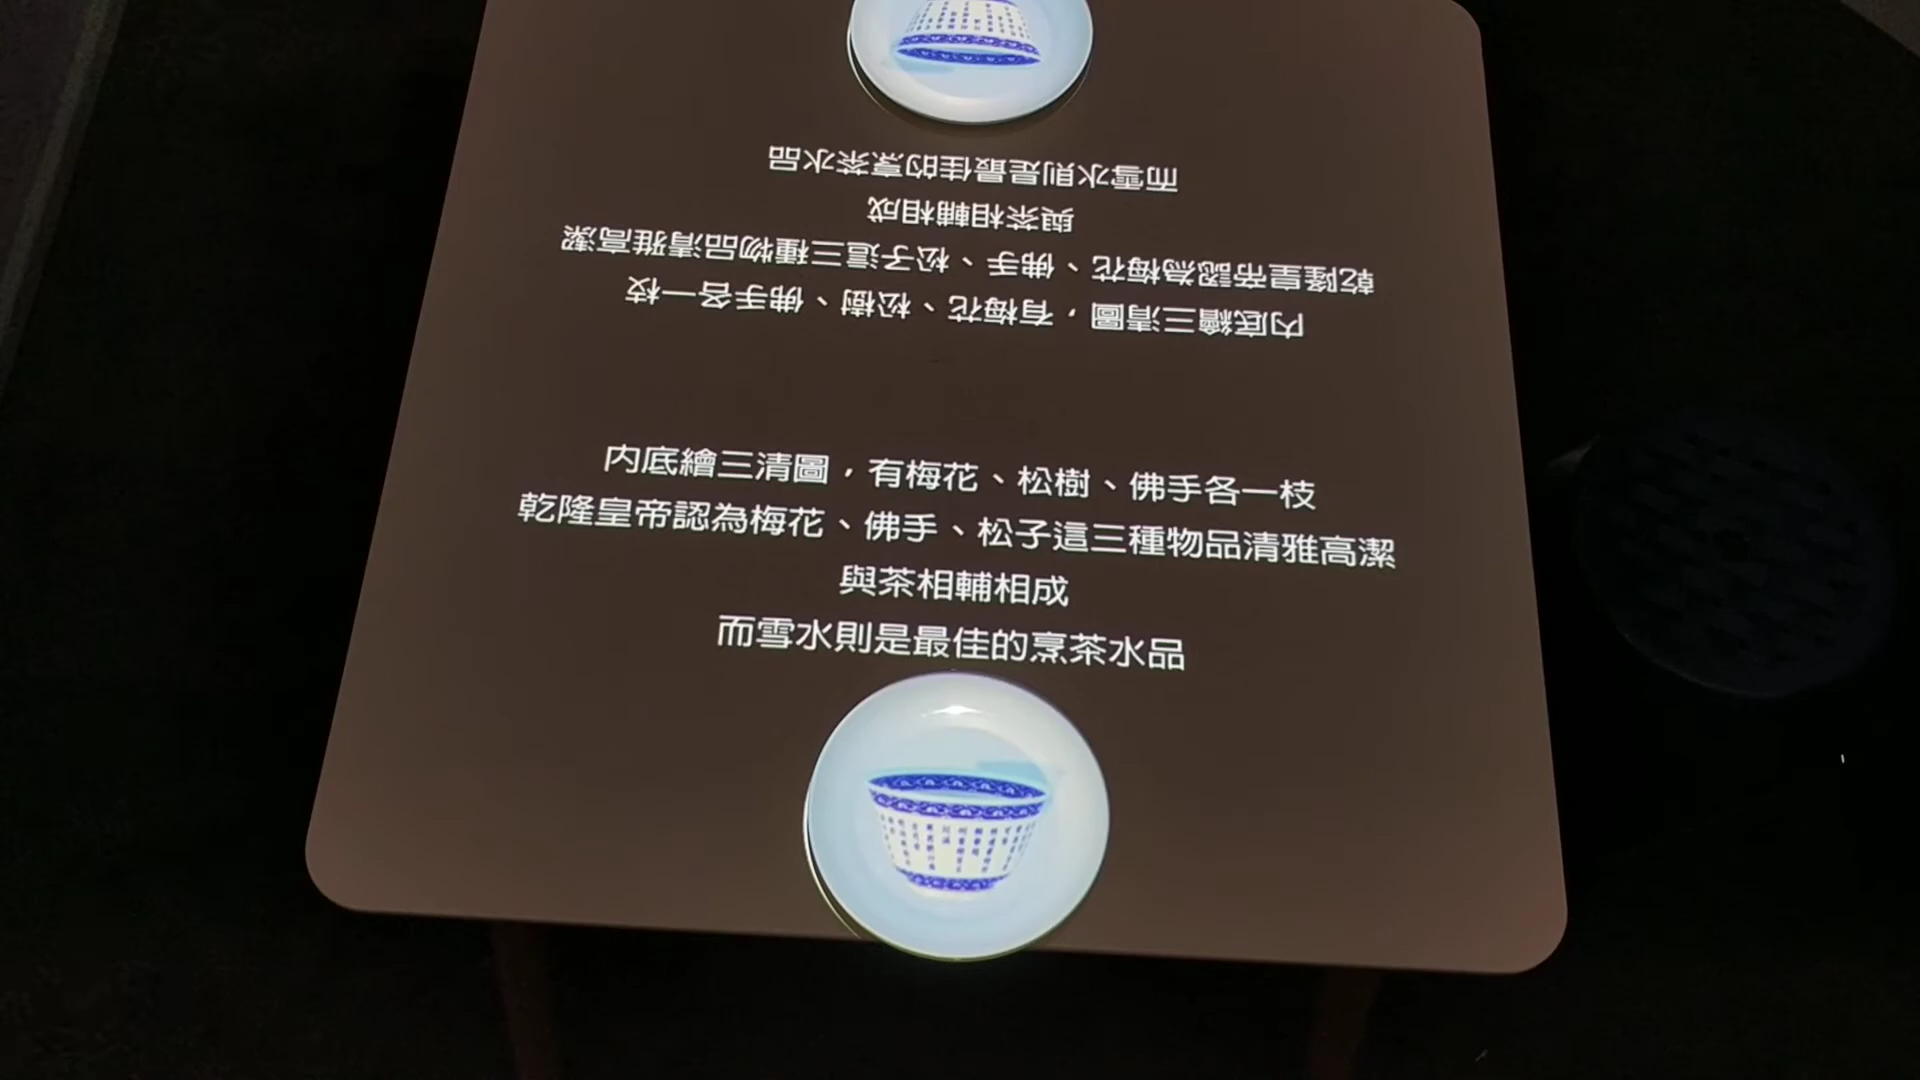 而雪水則是最佳的烹茶水品
與茶相輔相成
乾隆皇帝認為梅花、佛手、松子這三種物品清雅高潔
內底繪三清圖，有梅花、松樹、佛手各一枝
內底繪三清圖，有梅花、松樹、佛手各一枝
乾隆皇帝認為梅花、佛手、松子這三種物品清雅高潔
與茶相輔相成
而雪水則是最佳的烹茶水品